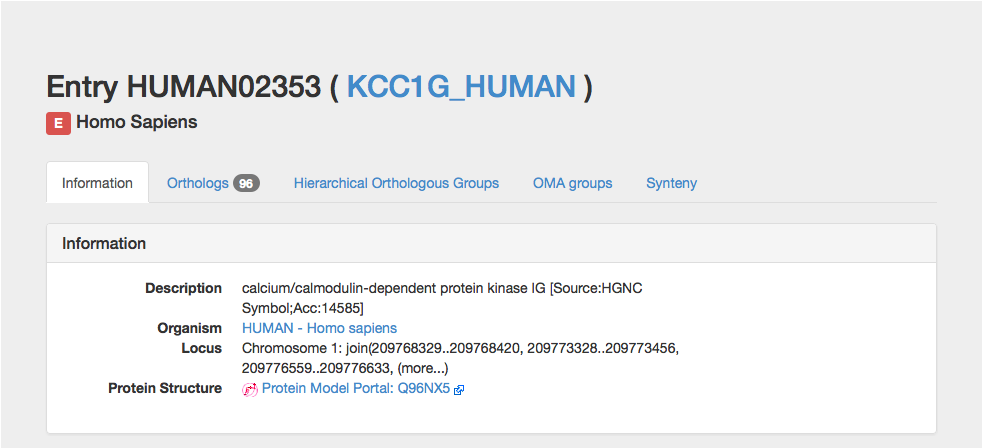 Entry HUMAN02353 ( KCC1G_HUMAN )
E Homo Sapiens
Information Orthologs 96 Hierarchical Orthologous Groups OMA groups Synteny
Information
Description calcium/calmodulin-dependent protein kinase IG [Source:HGNC
Symbol;Acc:14585]
Organism HUMAN - Homo sapiens
Locus Chromosome 1: join(209768329..209768420, 209773328..209773456,
209776559..209776633, (more...)
Protein Structure Protein Model Portal: Q96NX5